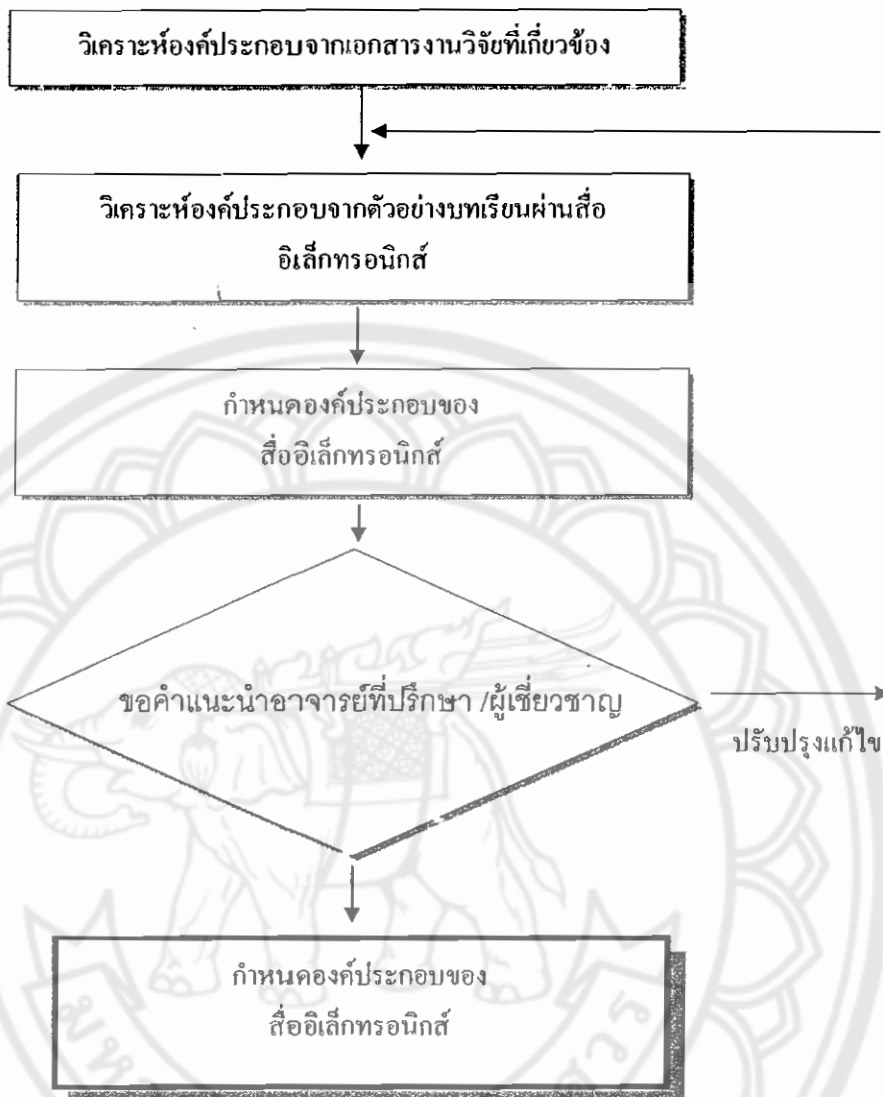 วิเคราะห์องค์ประกอบจากเอกสารงานวิจัยที่เกี่ยวข้อง
วิเคราะห์องค์ประกอบจากตัวอย่างบทเรียนผ่านสื่อ
อิเล็กทรอนิกส์
กำหนดองค์ประกอบของ
สื่ออิเล็กทรอนิกส์
ขอคำแนะนำอาจารย์ที่ปรึกษา /ผู้เชี่ยวชาญ
ปรับปรุงแก้ไข
กำหนดองค์ประกอบของ
สื่ออิเล็กทรอนิกส์